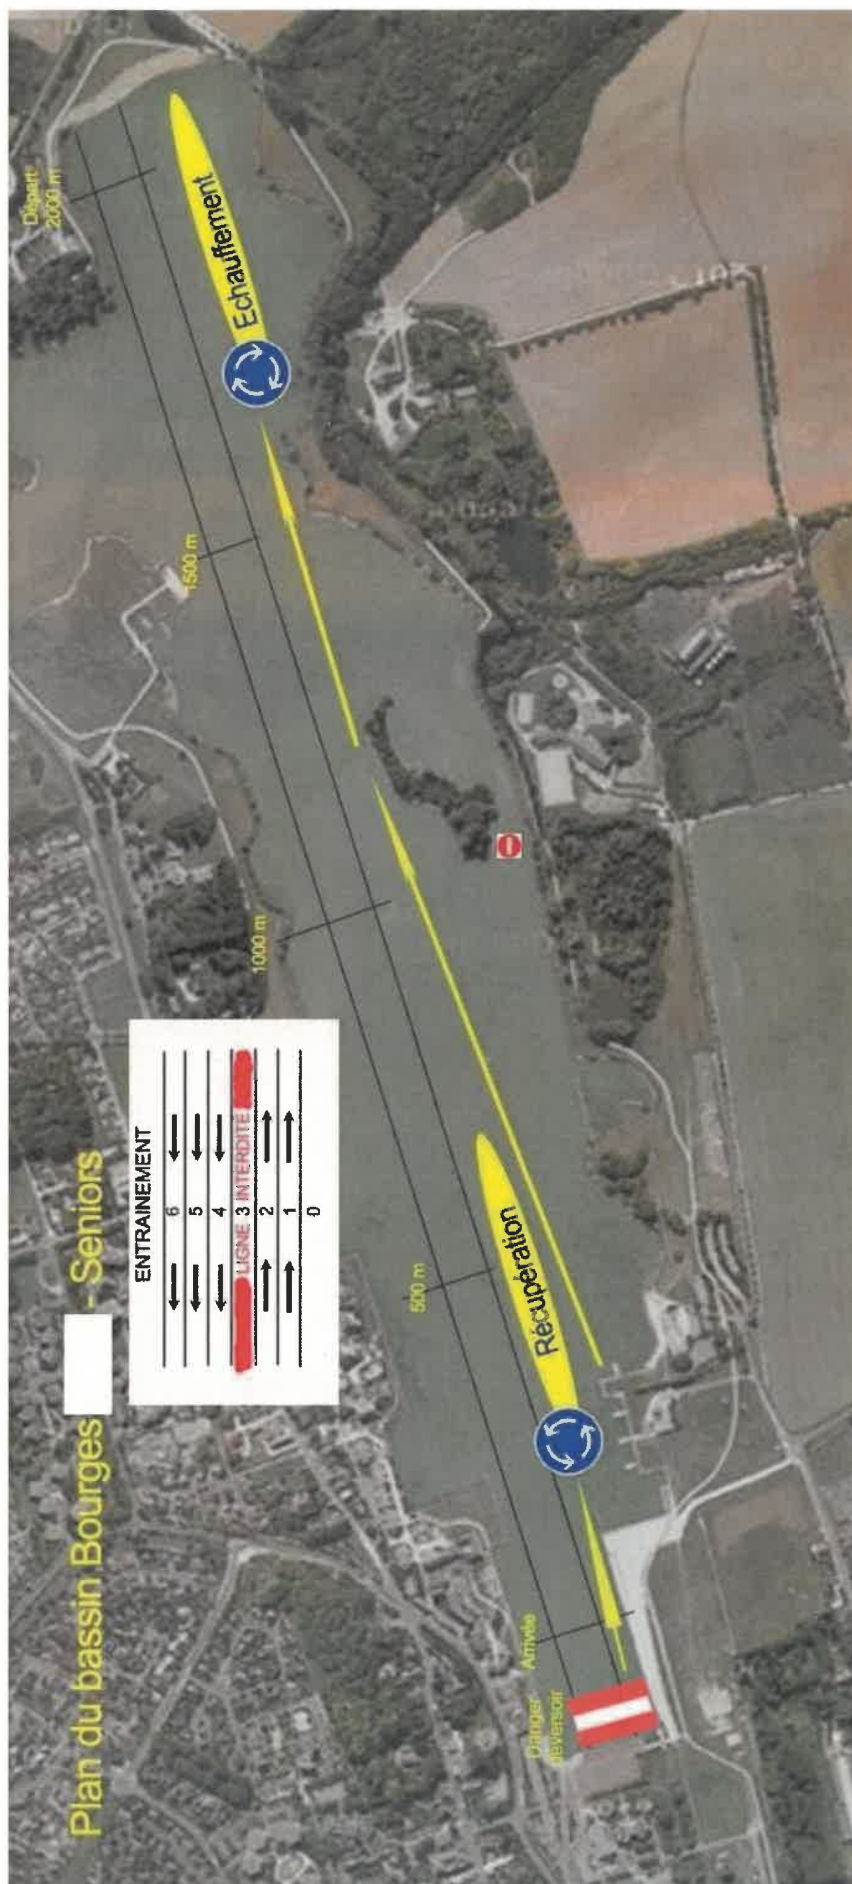 Plan du bassin Bourges - Seniors
ENTRAINEMENT
6
5
4
LIGNE 3 INTERDITE
2
1
0
Danger
déversoir
Arrivée
500 m
1000 m
1500 m
Départ
2000 m
Récupération
Echauffement